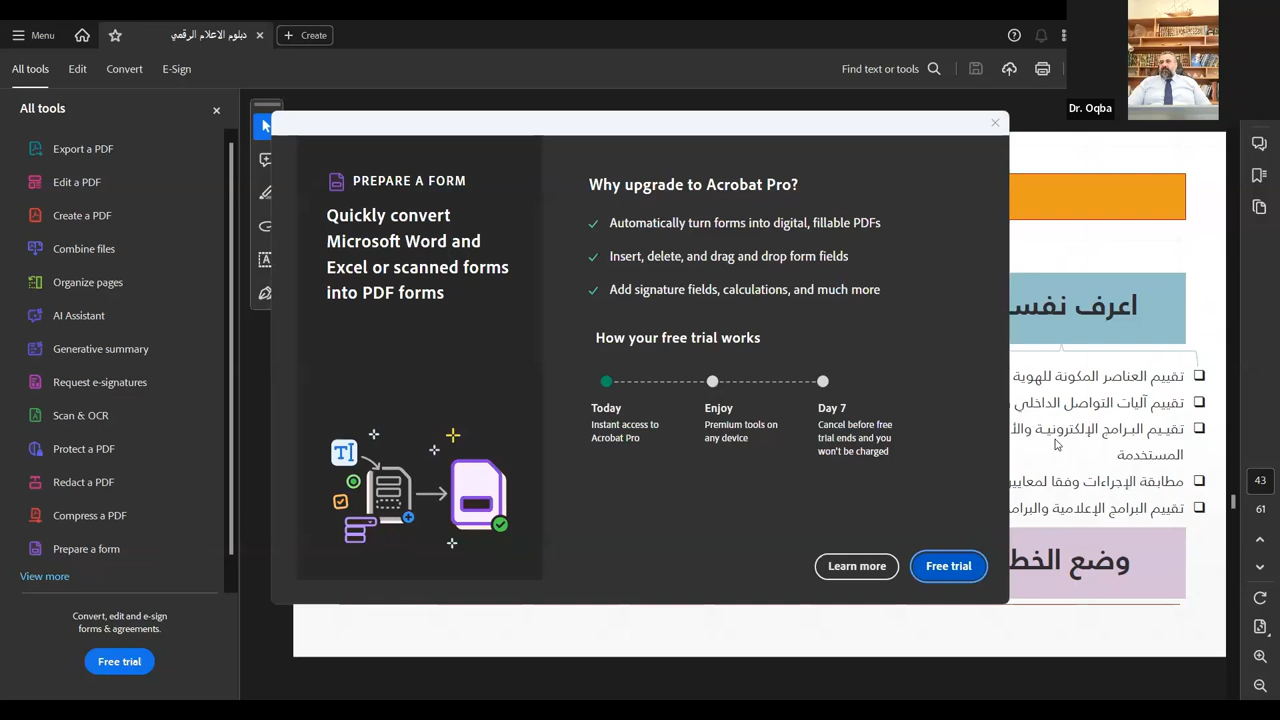 Menu
دبلوم الاعلام الرقمي
Create
All tools
Edit
Convert
E-Sign
Find text or tools
Dr. Oqba
All tools
Export a PDF
Edit a PDF
Create a PDF
Combine files
Organize pages
AI Assistant
Generative summary
Request e-signatures
Scan & OCR
Protect a PDF
Redact a PDF
Compress a PDF
Prepare a form
View more
Convert, edit and e-sign
forms & agreements.
Free trial
PREPARE A FORM
Quickly convert
Microsoft Word and
Excel or scanned forms
into PDF forms
Why upgrade to Acrobat Pro?
Automatically turn forms into digital, fillable PDFs
Insert, delete, and drag and drop form fields
Add signature fields, calculations, and much more
How your free trial works
Today
Instant access to
Acrobat Pro
Enjoy
Premium tools on
any device
Day 7
Cancel before free
trial ends and you
won't be charged
Learn more
Free trial
اعرف
تقييم العناصر المكونة للهوية
تقييم آليات التواصل الداخلي
تقييم البرامج الإلكترونية
المستخدمة
مطابقة الإجراءات وفقا لمعايير
تقييم البرامج الإعلامية
وضع
43
61